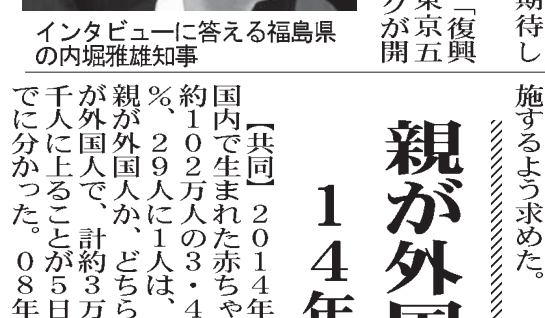 期待し
「復興
東京五
グが開
インタビューに答える福島県
の内堀雅雄知事
施するよう求めた。
親が外国
14年
【共同】2014年
国内で生まれた赤ちゃ
約102万人の3・4
%、29人に1人は、
親が外国人か、どちら
が外国人で、計約3万
千人に上ることが5日
でに分かった。08年